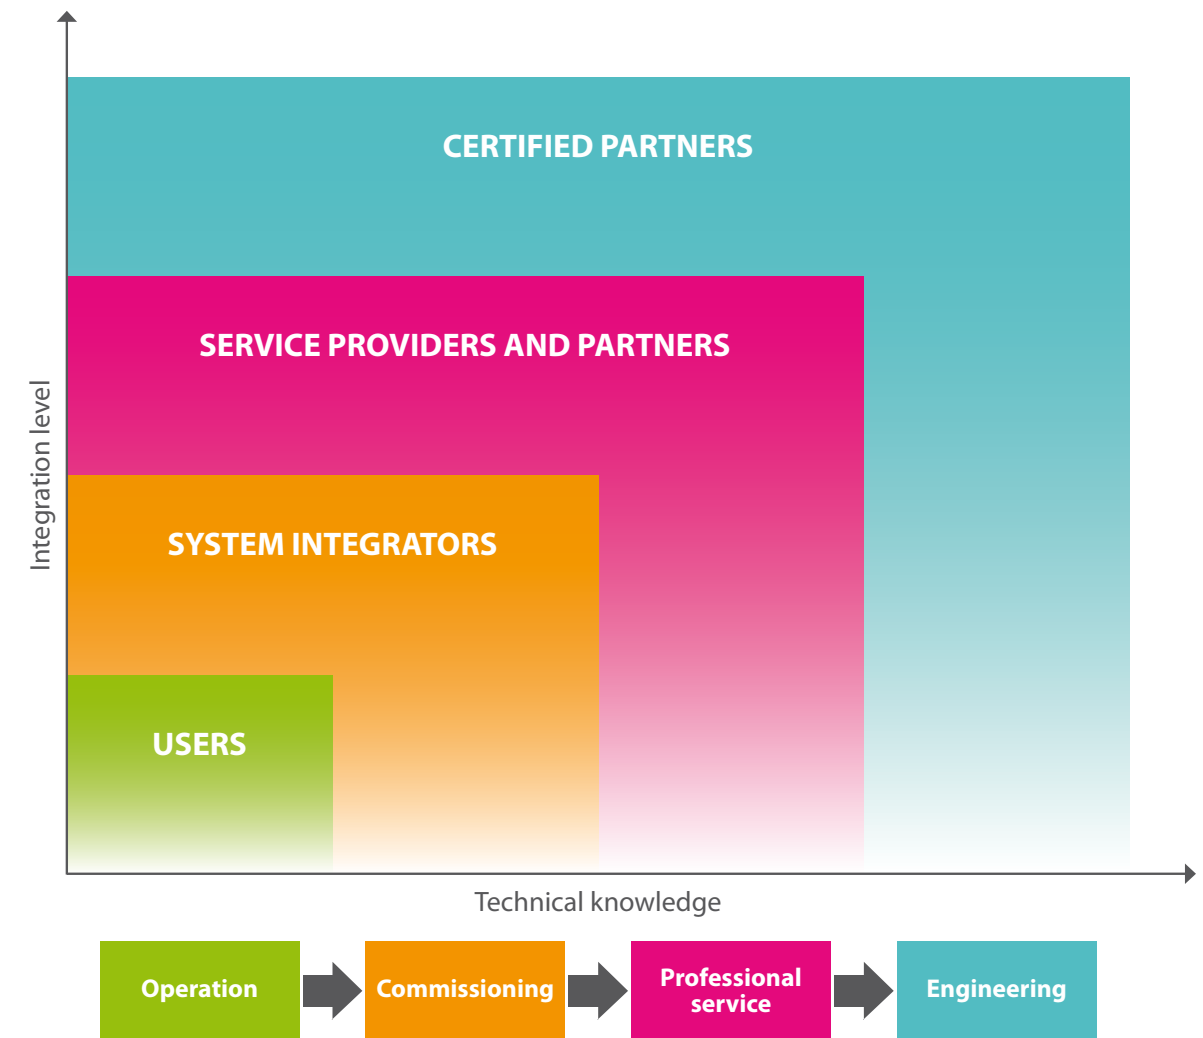 CERTIFIED PARTNERS
SERVICE PROVIDERS AND PARTNERS
SYSTEM INTEGRATORS
USERS
Integration level
Technical knowledge
Operation
Commissioning
Professional
service
Engineering